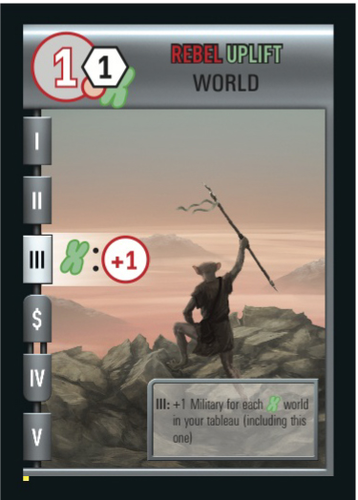 1 1 REBEL UPLIFT
WORLD
I
II
III : +1
$
IV
V
III: +1 Military for each world
in your tableau (including this
one)